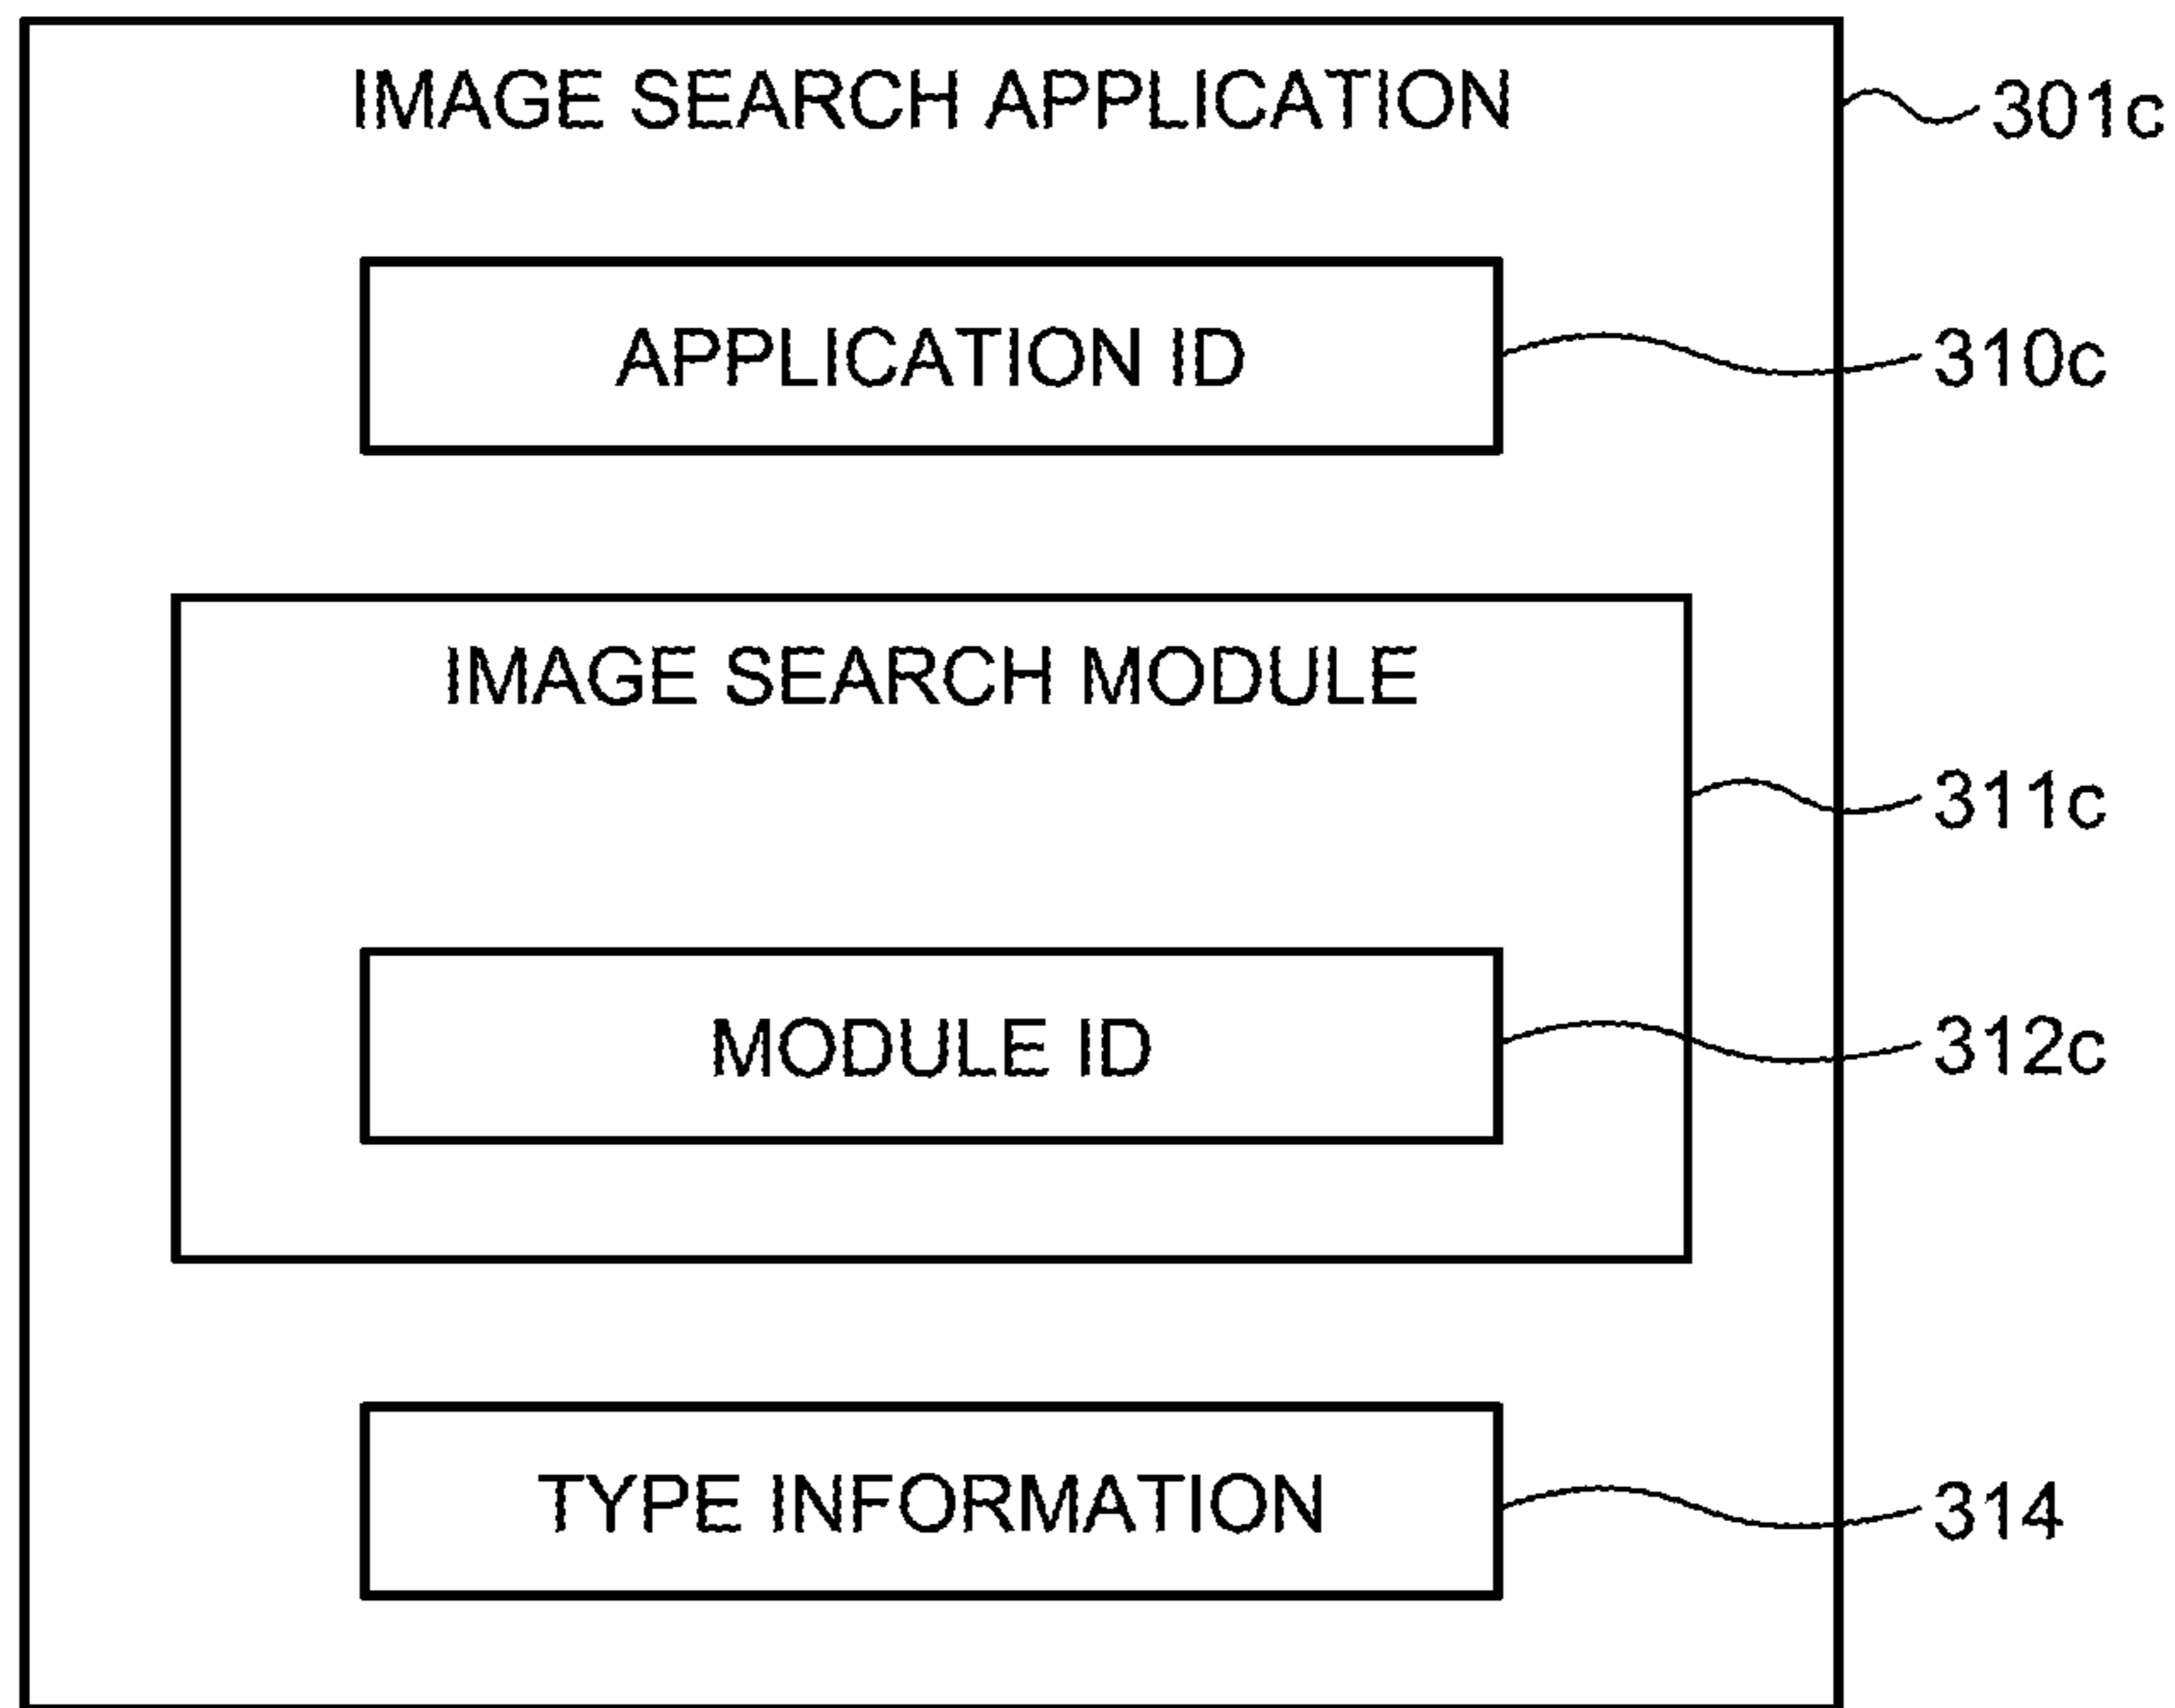 IMAGE SEARCH APPLICATION
301c
APPLICATION ID
310c
IMAGE SEARCH MODULE
311c
MODULE ID
312c
TYPE INFORMATION
314